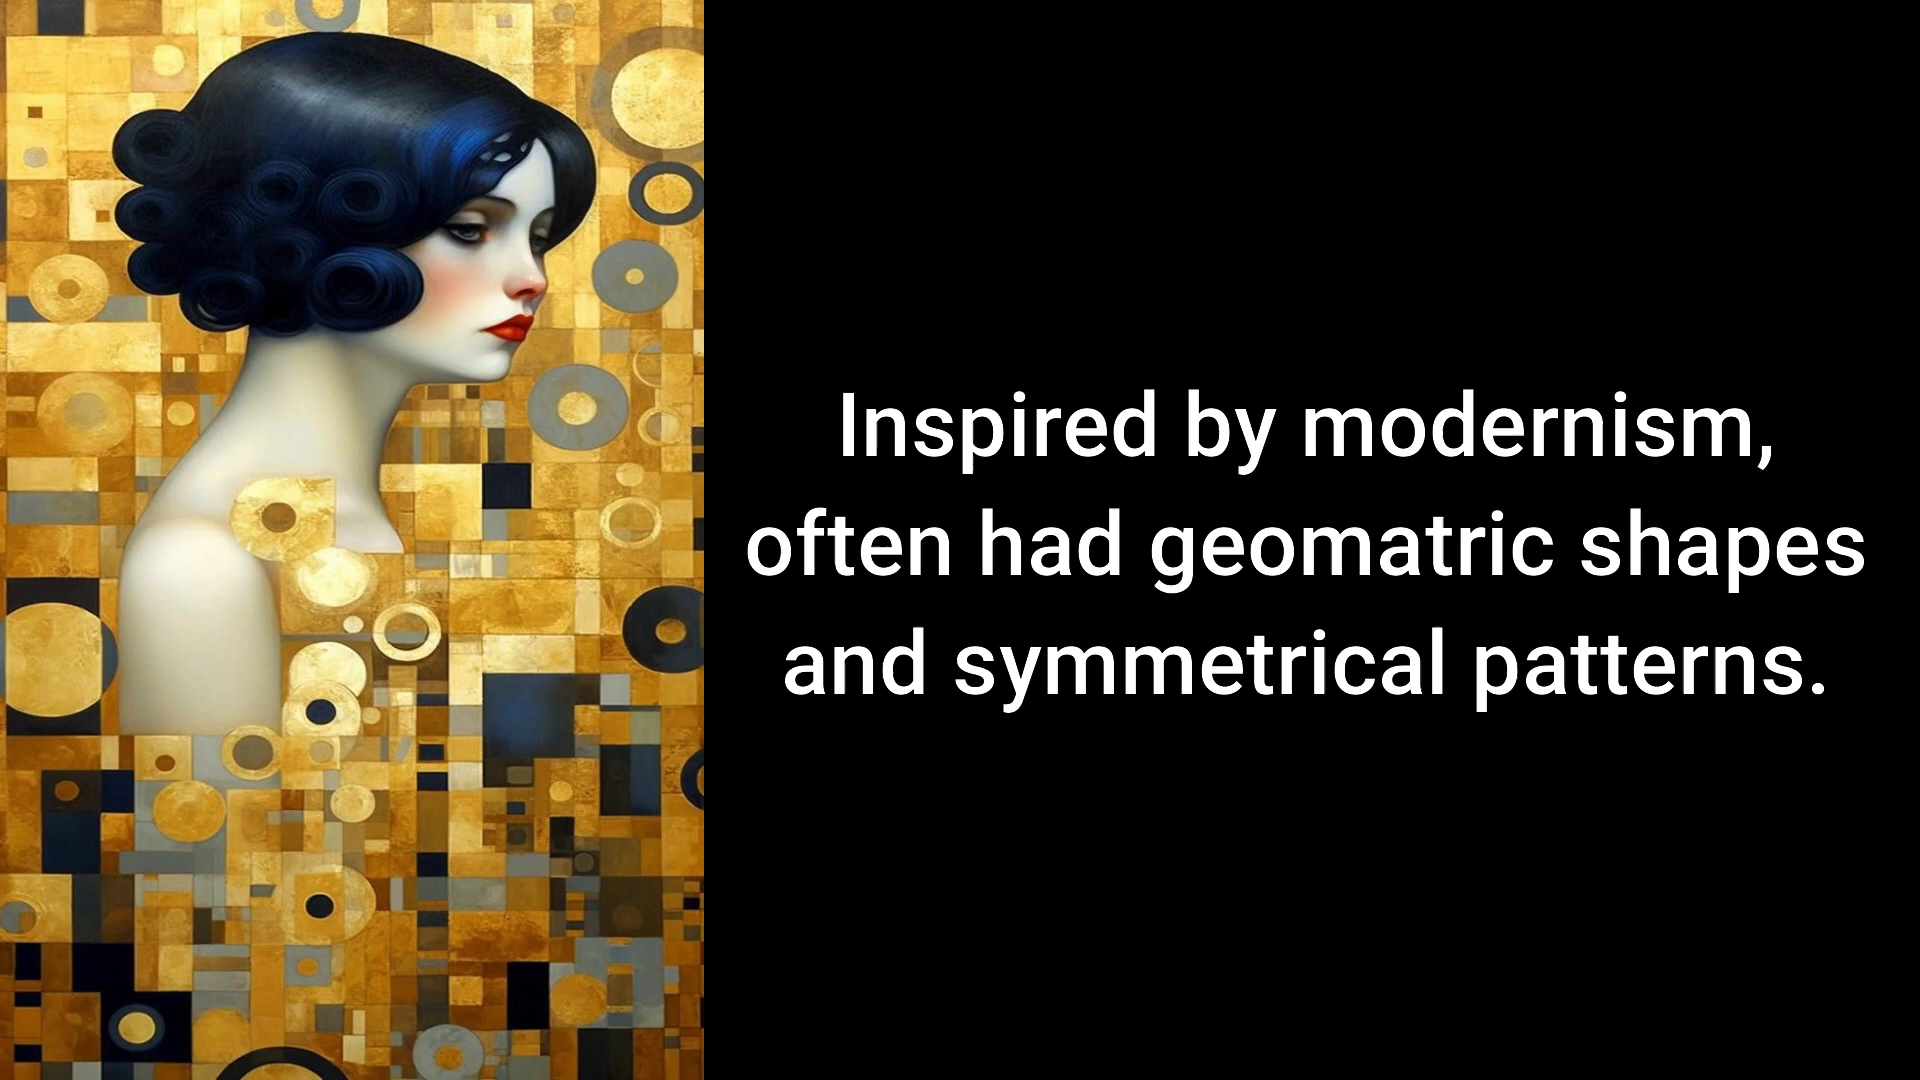 Inspired by modernism,
often had geomatric shapes
and symmetrical patterns.